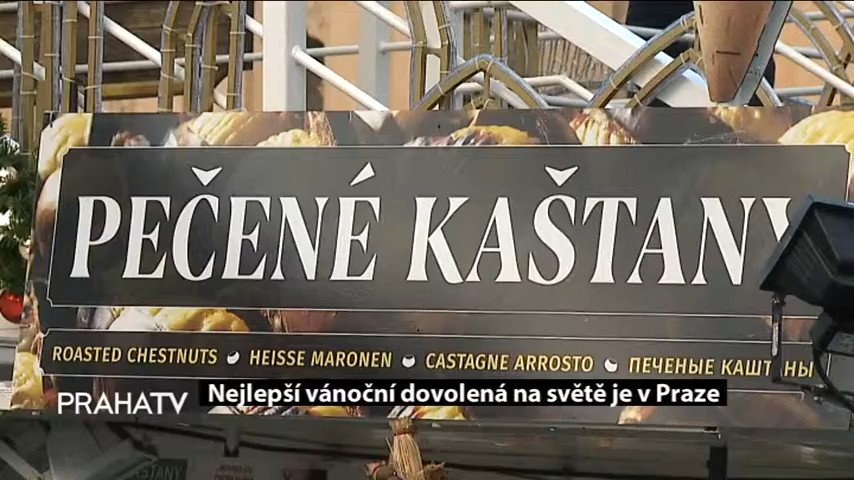 PEČENÉ KAŠTANY
ROASTED CHESTNUTS HEISSE MARONEN CASTAGNE ARROSTO ПЕЧЕНЫЕ КАШТАНЫ
PRAHATV Nejlepší vánoční dovolená na světě je v Praze